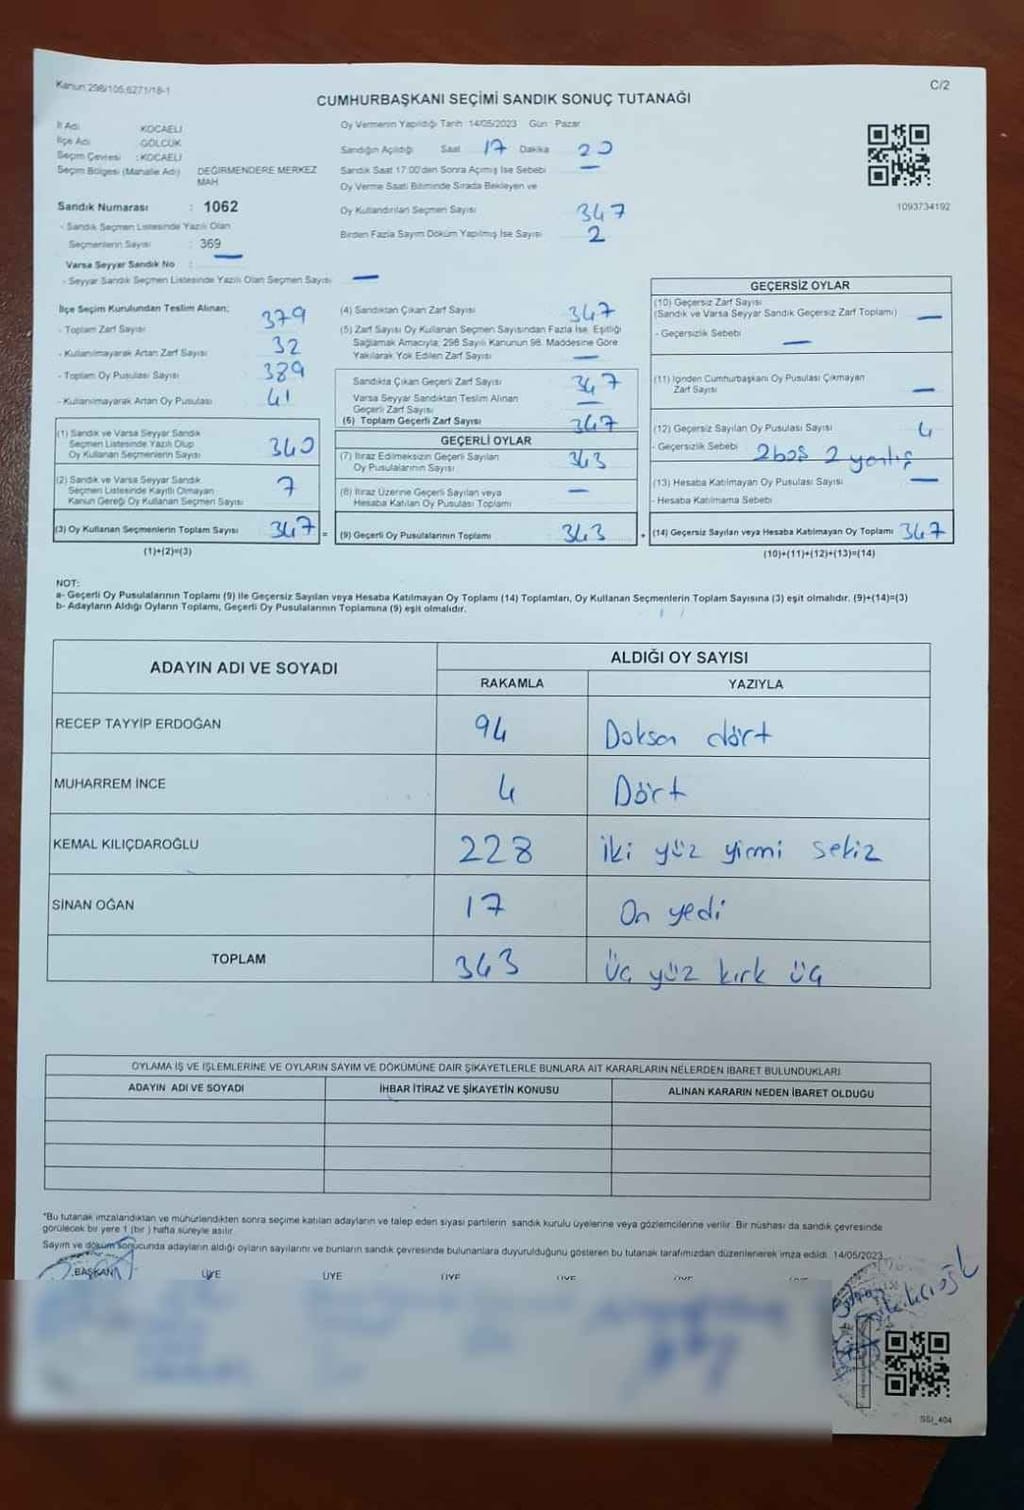 Kanun 298/105,6271/18-1
C/2
CUMHURBAŞKANI SEÇİMİ SANDIK SONUÇ TUTANAĞI
İl Adı KOCAELİ
İlçe Adı GÖLCÜK
Seçim Çevresi : KOCAELİ
Seçim Bölgesi (Mahalle Adı) DEĞİRMENDERE MERKEZ MAH
Sandık Numarası : 1062
- Sandık Seçmen Listesinde Yazılı Olan
Seçmenlerin Sayısı : 369
Varsa Seyyar Sandık No : —
- Seyyar Sandık Seçmen Listesinde Yazılı Olan Seçmen Sayısı —
Oy Vermenin Yapıldığı Tarih 14/05/2023 Gün : Pazar
Sandığın Açıldığı Saat 17 Dakika 20
Sandık Saat 17:00'den Sonra Açımış İse Sebebi —
Oy Verme Saati Bitiminde Sırada Bekleyen ve
Oy Kullandırılan Seçmen Sayısı 347
Birden Fazla Sayım Döküm Yapılmış İse Sayısı 2
1093734192
İlçe Seçim Kurulundan Teslim Alınan;
- Toplam Zarf Sayısı 379
- Kullanılmayarak Artan Zarf Sayısı 32
- Toplam Oy Pusulası Sayısı 389
- Kullanılmayarak Artan Oy Pusulası 41
(1) Sandık ve Varsa Seyyar Sandık
Seçmen Listesinde Yazılı Olup
Oy Kullanan Seçmenlerin Sayısı 340
(2) Sandık ve Varsa Seyyar Sandık
Seçmen Listesinde Kayıtlı Olmayan
Kanun Gereği Oy Kullanan Seçmen Sayısı 7
(3) Oy Kullanan Seçmenlerin Toplam Sayısı 347 =
(1)+(2)=(3)
(4) Sandıktan Çıkan Zarf Sayısı 347
(5) Zarf Sayısı Oy Kullanan Seçmen Sayısından Fazla İse, Eşitliği
Sağlamak Amacıyla; 298 Sayılı Kanunun 98. Maddesine Göre
Yakılarak Yok Edilen Zarf Sayısı —
Sandıkta Çıkan Geçerli Zarf Sayısı 347
Varsa Seyyar Sandıktan Teslim Alınan
Geçerli Zarf Sayısı —
(6) Toplam Geçerli Zarf Sayısı 347
GEÇERLİ OYLAR
(7) İtiraz Edilmeksizin Geçerli Sayılan
Oy Pusulalarının Sayısı 343
(8) İtiraz Üzerine Geçerli Sayılan veya
Hesaba Katılan Oy Pusulası Toplamı —
(9) Geçerli Oy Pusulalarının Toplamı 343 +
GEÇERSİZ OYLAR
(10) Geçersiz Zarf Sayısı
(Sandık ve Varsa Seyyar Sandık Geçersiz Zarf Toplamı) —
- Geçersizlik Sebebi : —
(11) İçinden Cumhurbaşkanı Oy Pusulası Çıkmayan
Zarf Sayısı —
(12) Geçersiz Sayılan Oy Pusulası Sayısı 4
- Geçersizlik Sebebi : 2 boş 2 yanlış
(13) Hesaba Katılmayan Oy Pusulası Sayısı —
- Hesaba Katılmama Sebebi
(14) Geçersiz Sayılan veya Hesaba Katılmayan Oy Toplamı 347
(10)+(11)+(12)+(13)=(14)
NOT:
a- Geçerli Oy Pusulalarının Toplamı (9) ile Geçersiz Sayılan veya Hesaba Katılmayan Oy Toplamı (14) Toplamları, Oy Kullanan Seçmenlerin Toplam Sayısına (3) eşit olmalıdır. (9)+(14)=(3)
b- Adayların Aldığı Oyların Toplamı, Geçerli Oy Pusulalarının Toplamına (9) eşit olmalıdır.
ADAYIN ADI VE SOYADI ALDIĞI OY SAYISI
RAKAMLA YAZIYLA
RECEP TAYYİP ERDOĞAN 94 Doksan dört
MUHARREM İNCE 4 Dört
KEMAL KILIÇDAROĞLU 228 iki yüz yirmi sekiz
SİNAN OĞAN 17 On yedi
TOPLAM 343 üç yüz kırk üç
OYLAMA İŞ VE İŞLEMLERİNE VE OYLARIN SAYIM VE DÖKÜMÜNE DAİR ŞİKAYETLERLE BUNLARA AİT KARARLARIN NELERDEN İBARET BULUNDUKLARI
ADAYIN ADI VE SOYADI İHBAR İTİRAZ VE ŞİKAYETİN KONUSU ALINAN KARARIN NEDEN İBARET OLDUĞU
*Bu tutanak imzalandıktan ve mühürlendikten sonra seçime katılan adayların ve talep eden siyasi partilerin sandık kurulu üyelerine veya gözlemcilerine verilir. Bir nüshası da sandık çevresinde
görülecek bir yere 1 (bir ) hafta süreyle asılır.
Sayım ve döküm sonucunda adayların aldığı oyların sayılarını ve bunların sandık çevresinde bulunanlara duyurulduğunu gösteren bu tutanak tarafımızdan düzenlenerek imza edildi. 14/05/2023
BAŞKAN ÜYE ÜYE ÜYE ÜYE ÜYE ÜYE
SSİ_404